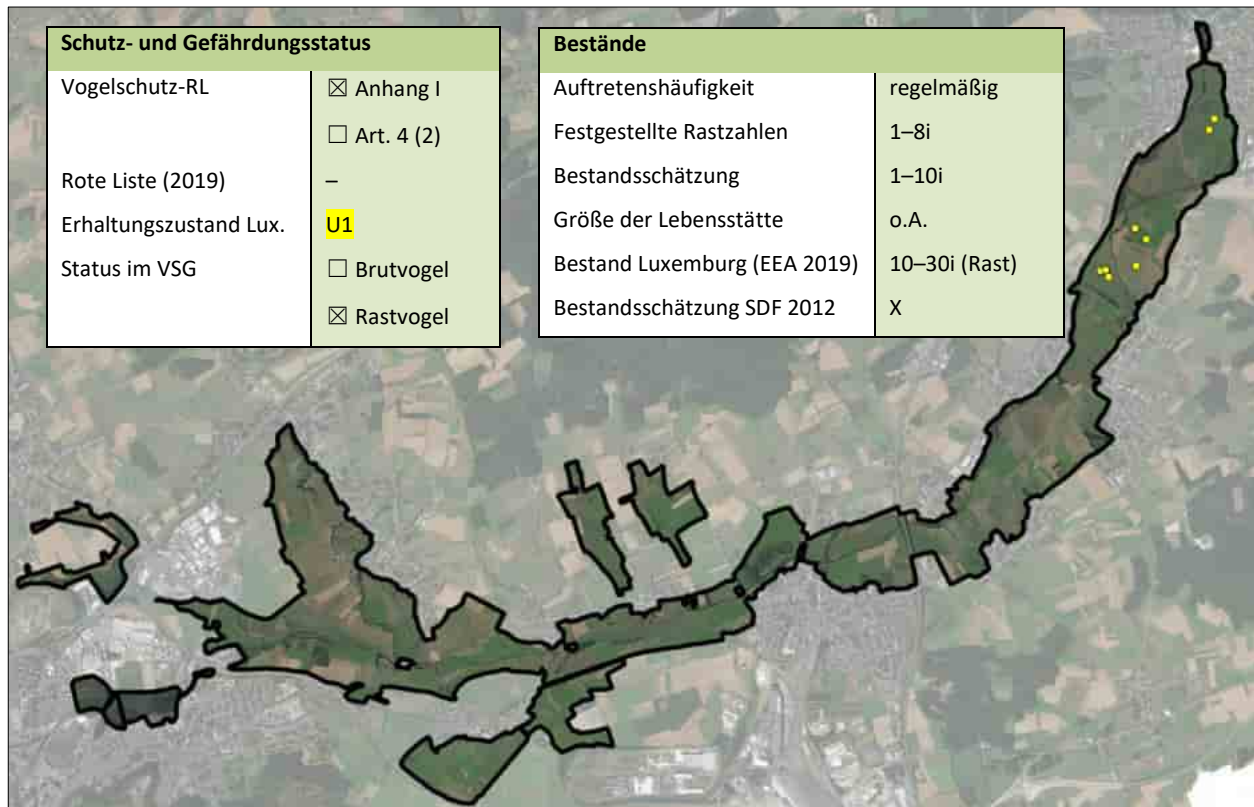 Schutz- und Gefährdungsstatus
Vogelschutz-RL ☒ Anhang I
☐ Art. 4 (2)
Rote Liste (2019) –
Erhaltungszustand Lux. U1
Status im VSG ☐ Brutvogel
☒ Rastvogel
Bestände
Auftretenshäufigkeit regelmäßig
Festgestellte Rastzahlen 1–8i
Bestandsschätzung 1–10i
Größe der Lebensstätte o.A.
Bestand Luxemburg (EEA 2019) 10–30i (Rast)
Bestandsschätzung SDF 2012 X